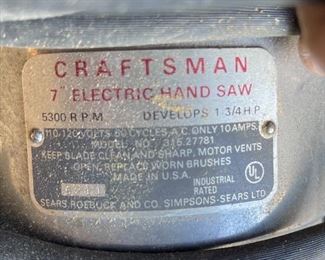 CRAFTSMAN
7" ELECTRIC HAND SAW
5300 R.P.M. DEVELOPS 1 3/4 H.P.
110-120 VOLTS 60 CYCLES, A.C. ONLY 10 AMPS.
MODEL NO. 315.27781
KEEP BLADE CLEAN AND SHARP, MOTOR VENTS
OPEN, REPLACE WORN BRUSHES
MADE IN U.S.A.
INDUSTRIAL
RATED
SEARS, ROEBUCK AND CO. SIMPSONS-SEARS LTD